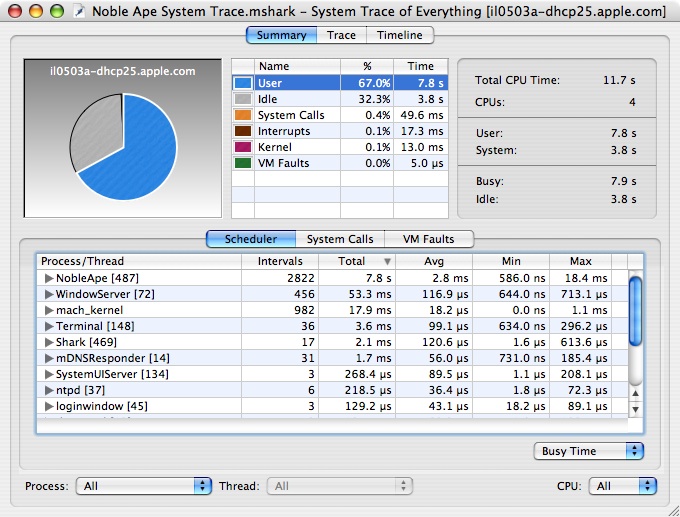 Noble Ape System Trace.mshark – System Trace of Everything [il0503a-dhcp25.apple.com]
Summary Trace Timeline
il0503a-dhcp25.apple.com
Name % Time
User 67.0% 7.8 s
Idle 32.3% 3.8 s
System Calls 0.4% 49.6 ms
Interrupts 0.1% 17.3 ms
Kernel 0.1% 13.0 ms
VM Faults 0.0% 5.0 µs
Total CPU Time: 11.7 s
CPUs: 4
User: 7.8 s
System: 3.8 s
Busy: 7.9 s
Idle: 3.8 s
Scheduler System Calls VM Faults
Process/Thread Intervals Total Avg Min Max
NobleApe [487] 2822 7.8 s 2.8 ms 586.0 ns 18.4 ms
WindowServer [72] 456 53.3 ms 116.9 µs 644.0 ns 713.1 µs
mach_kernel 982 17.9 ms 18.2 µs 0.0 ns 1.1 ms
Terminal [148] 36 3.6 ms 99.1 µs 634.0 ns 296.2 µs
Shark [469] 17 2.1 ms 120.6 µs 1.6 µs 613.6 µs
mDNSResponder [14] 31 1.7 ms 56.0 µs 731.0 ns 185.4 µs
SystemUIServer [134] 3 268.4 µs 89.5 µs 1.1 µs 208.1 µs
ntpd [37] 6 218.5 µs 36.4 µs 1.8 µs 72.3 µs
loginwindow [45] 3 129.2 µs 43.1 µs 18.2 µs 89.1 µs
Busy Time
Process: All Thread: All CPU: All